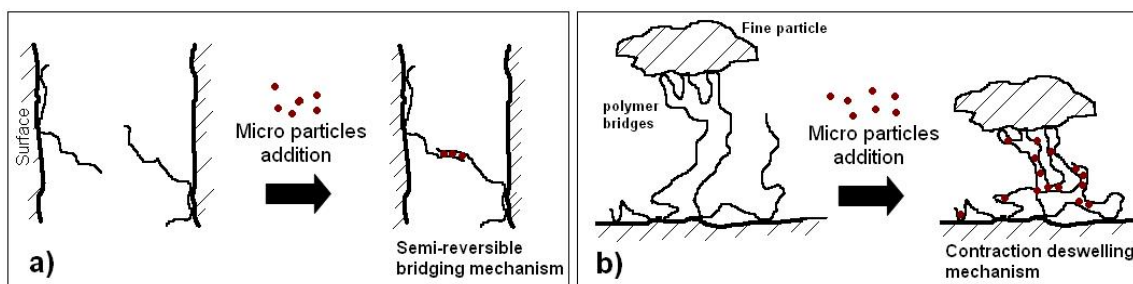 Surface
Micro particles
addition
Semi-reversible
bridging mechanism
a)
Fine particle
polymer
bridges
Micro particles
addition
Contraction deswelling
mechanism
b)